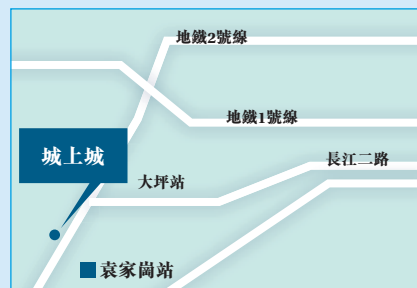 地鐵2號線
地鐵1號線
城上城
長江二路
大坪站
袁家崗站